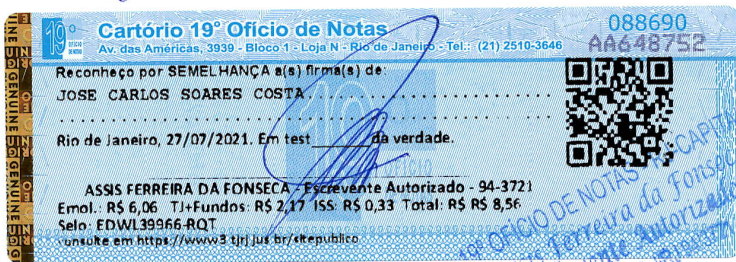 19º OFÍCIO DE NOTAS
Cartório 19º Ofício de Notas
Av. das Américas, 3939 - Bloco 1 - Loja N - Rio de Janeiro - Tel.: (21) 2510-3646
088690
AA648752
Reconheço por SEMELHANÇA a(s) firma(s) de:
JOSE CARLOS SOARES COSTA
Rio de Janeiro, 27/07/2021. Em test______da verdade.
ASSIS FERREIRA DA FONSECA - Escrevente Autorizado - 94-3721
Emol.: R$ 6,06 TJ+Fundos: R$ 2,17 ISS: R$ 0,33 Total: R$ R$ 8,56
Selo: EDWL39966-RQT
Consulte em https://www3.tjrj.jus.br/sitepublico
19º OFÍCIO DE NOTAS - RECAPITA
Ferreira da Fonseca
Autorizado
GENUINE